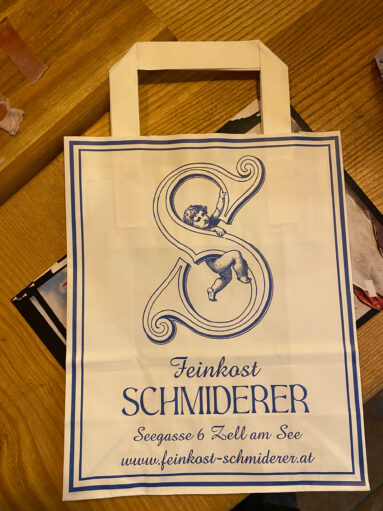 S
Feinkost
SCHMIDERER
Seegasse 6 Zell am See
www.feinkost-schmiderer.at